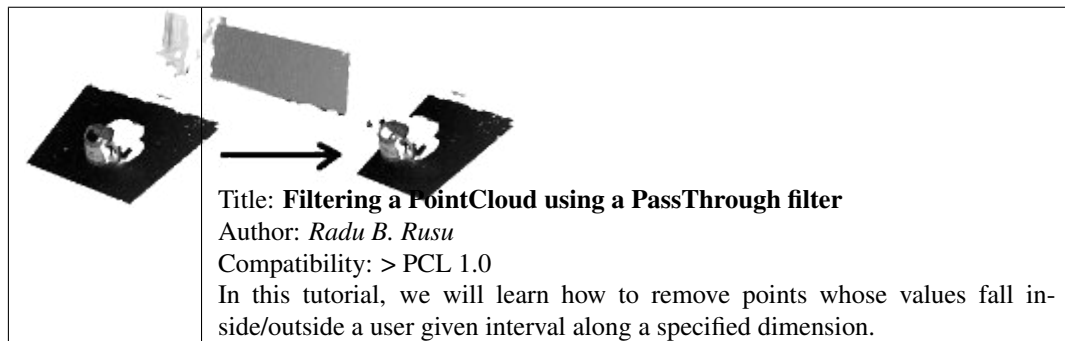 Title: Filtering a PointCloud using a PassThrough filter
Author: Radu B. Rusu
Compatibility: > PCL 1.0
In this tutorial, we will learn how to remove points whose values fall in-
side/outside a user given interval along a specified dimension.